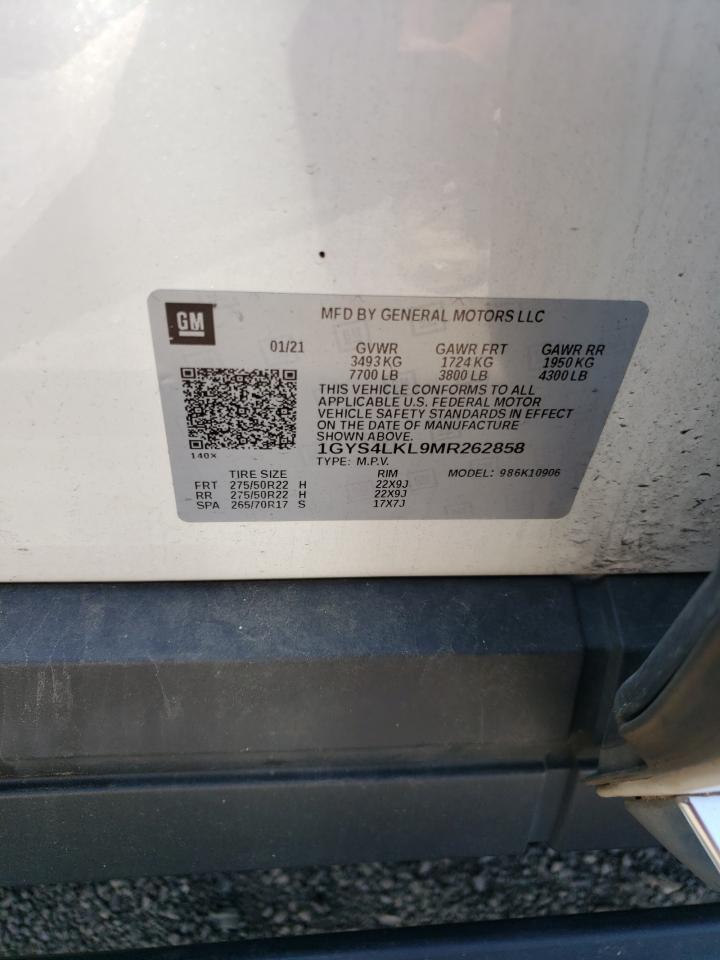 GM
MFD BY GENERAL MOTORS LLC
01/21 GVWR GAWR FRT GAWR RR
3493 KG 1724 KG 1950 KG
7700 LB 3800 LB 4300 LB
THIS VEHICLE CONFORMS TO ALL
APPLICABLE U.S. FEDERAL MOTOR
VEHICLE SAFETY STANDARDS IN EFFECT
ON THE DATE OF MANUFACTURE
SHOWN ABOVE.
140X
1GYS4LKL9MR262858
TYPE: M.P.V. MODEL: 986K10906
TIRE SIZE RIM
FRT 275/50R22 H 22X9J
RR 275/50R22 H 22X9J
SPA 265/70R17 S 17X7J